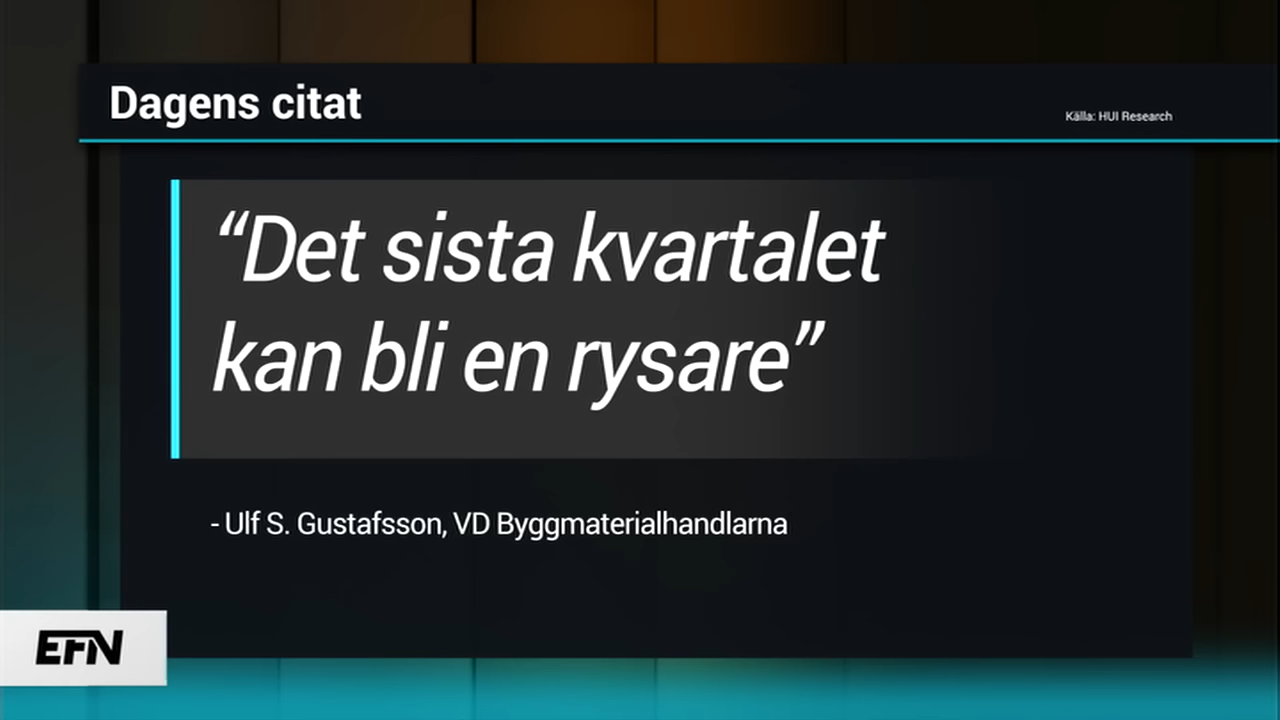 Dagens citat
Källa: HUI Research
“Det sista kvartalet
kan bli en rysare”
- Ulf S. Gustafsson, VD Byggmaterialhandlarna
EFN